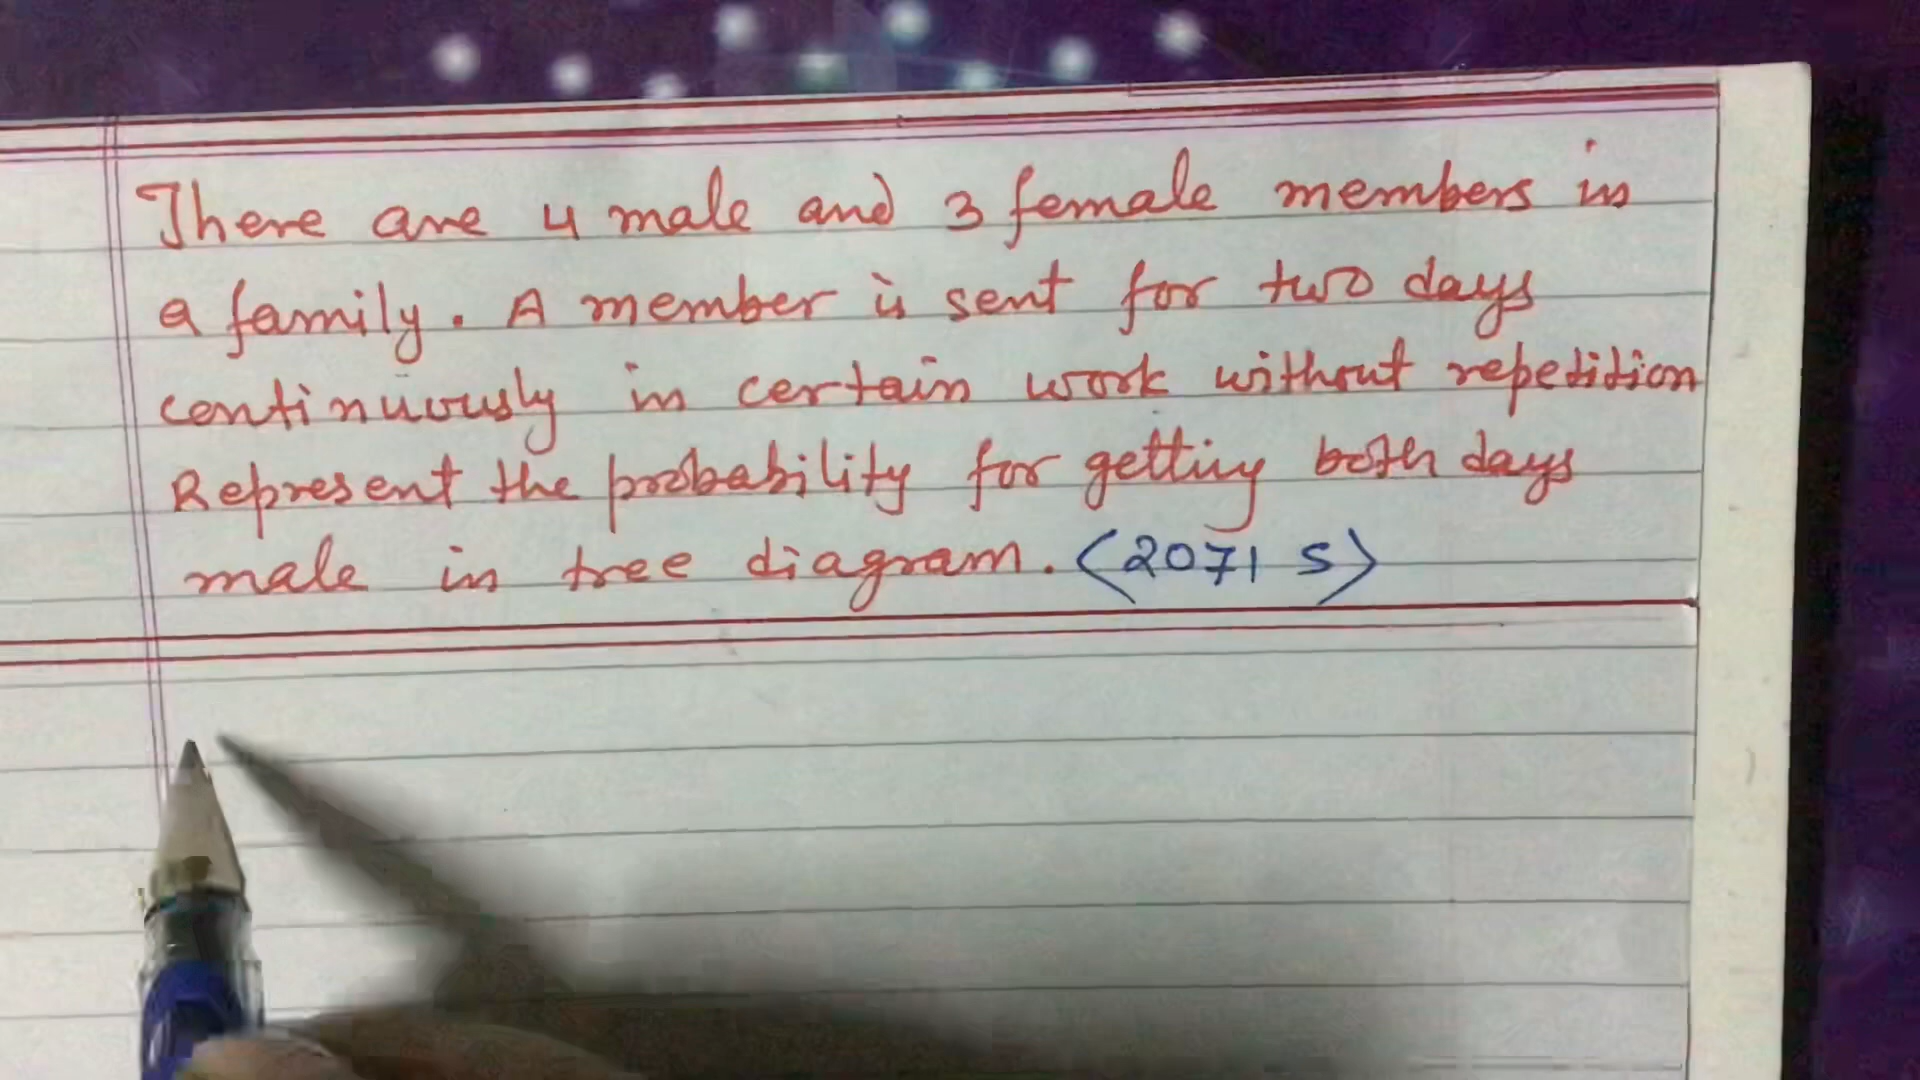 There are 4 male and 3 female members in
a family. A member is sent for two days
continuously in certain work without repetition
Represent the probability for getting both days
male in tree diagram. <2071 S>